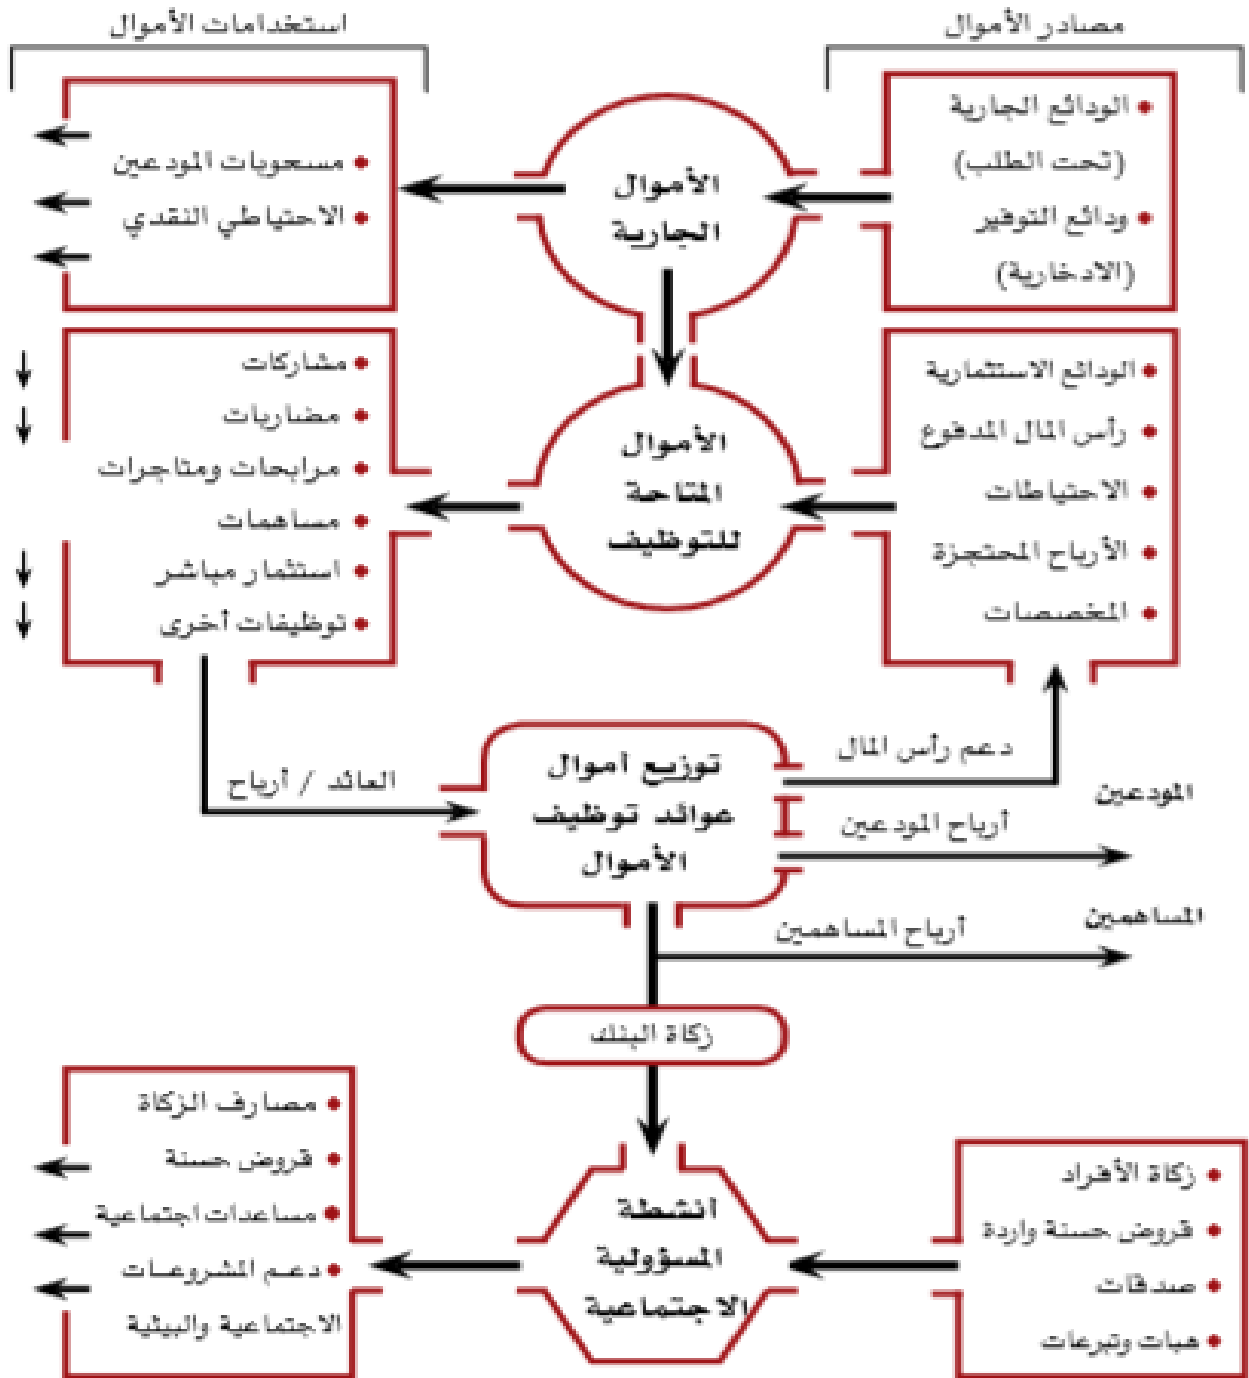 مصادر الأموال
استخدامات الأموال
• الودائع الجارية
(تحت الطلب)
• ودائع التوفير
(الادخارية)
الأموال
الجارية
• مسحوبات المودعين
• الاحتياطي النقدي
• الودائع الاستثمارية
• رأس المال المدفوع
• الاحتياطات
• الأرباح المحتجزة
• المخصصات
الأموال
المتاحة
للتوظيف
• مشاركات
• مضاربات
• مرابحات ومتاجرات
• مساهمات
• استثمار مباشر
• توظيفات أخرى
العائد / أرباح
توزيع أموال
عوائد توظيف
الأموال
دعم رأس المال
المودعين
أرباح المودعين
المساهمين
أرباح المساهمين
زكاة البنك
• زكاة الأفراد
• قروض حسنة واردة
• صدقات
• هبات وتبرعات
أنشطة
المسؤولية
الاجتماعية
• مصارف الزكاة
• قروض حسنة
• مساعدات اجتماعية
• دعم المشروعات
الاجتماعية والبيئية